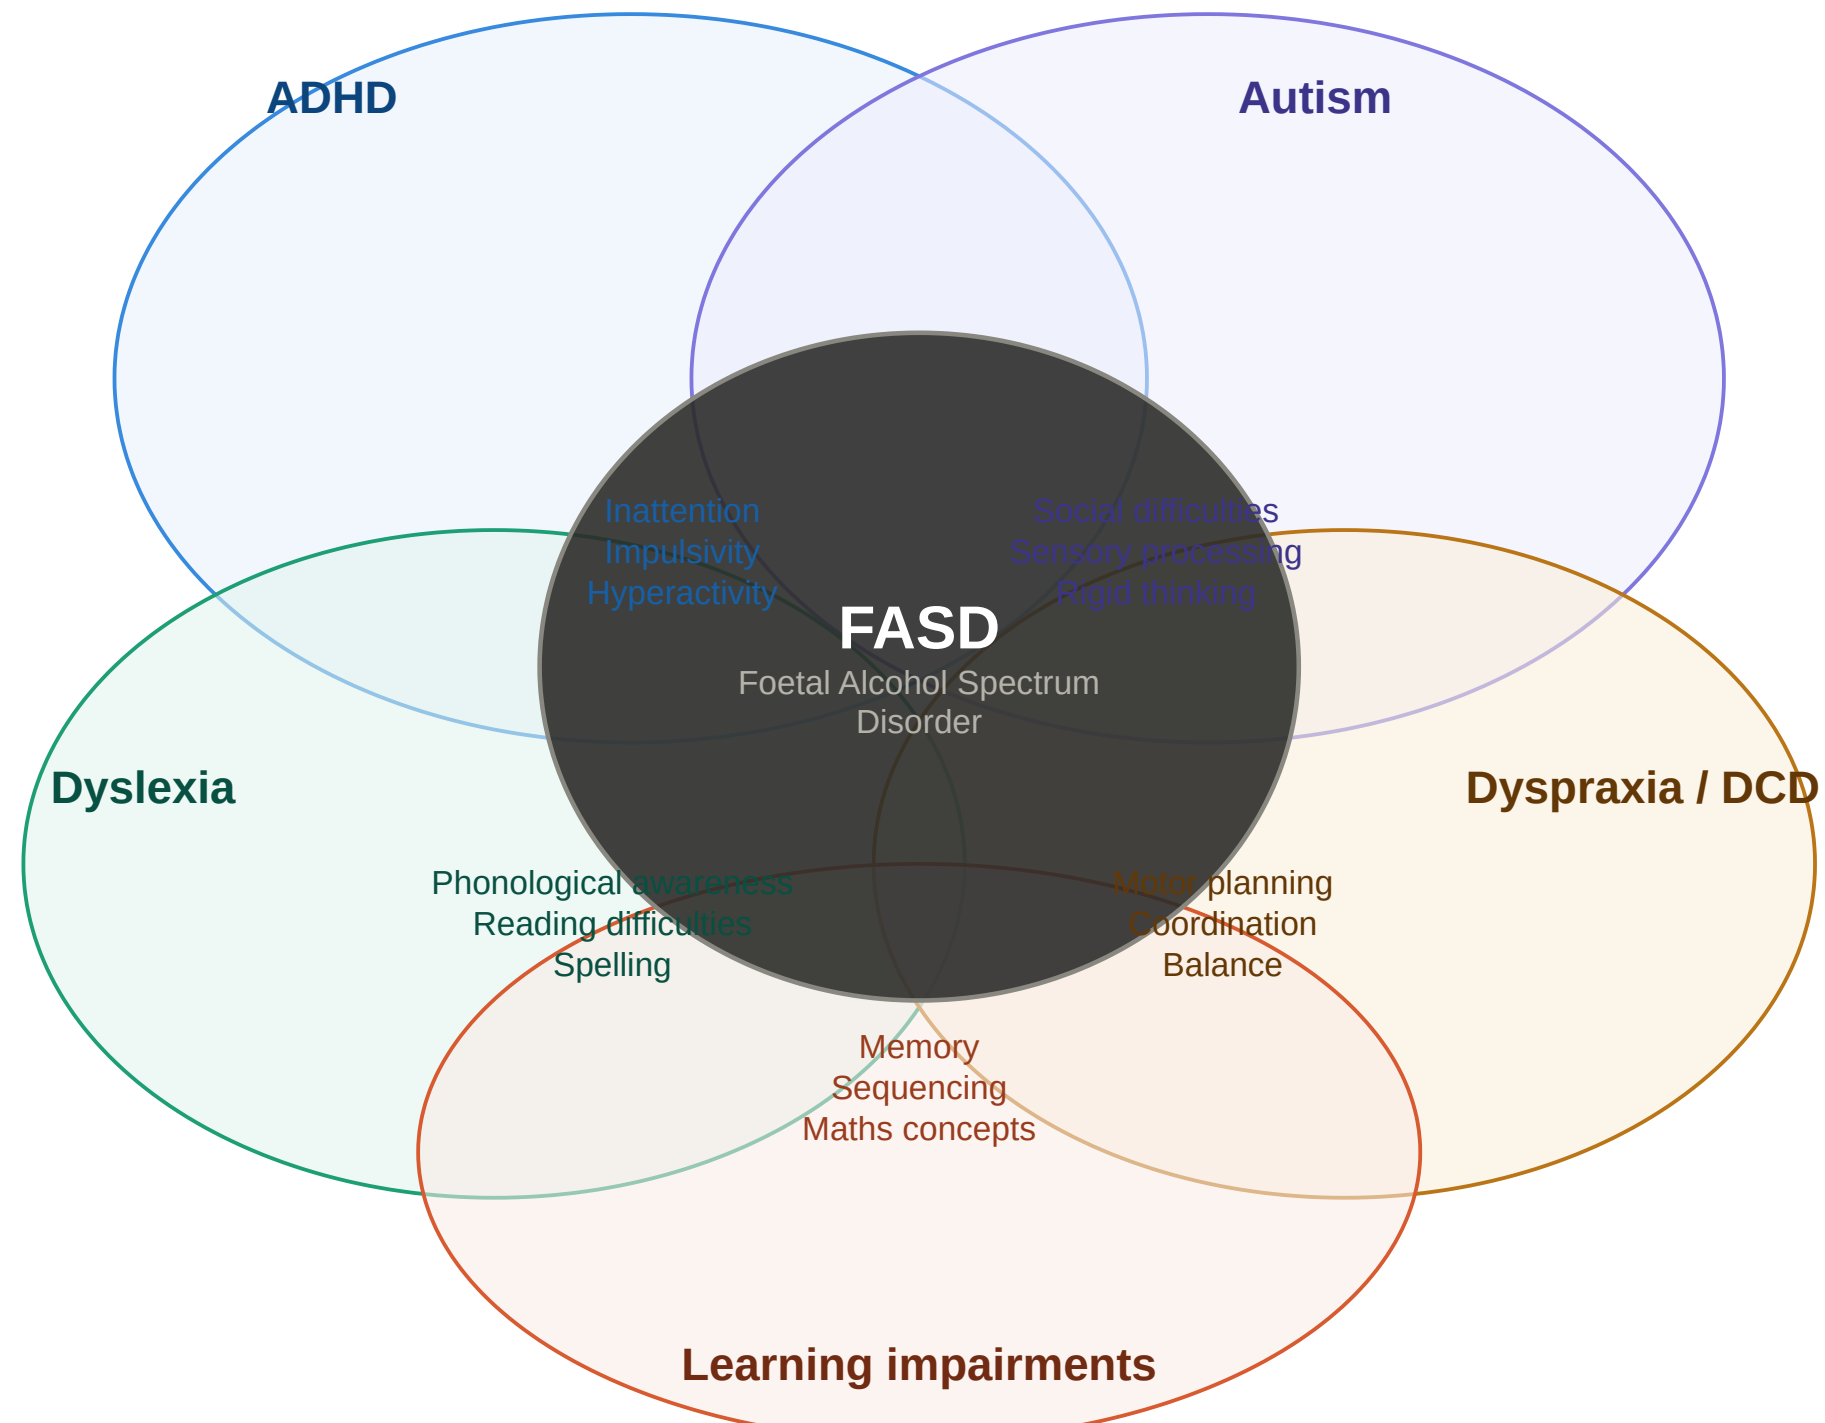 ADHD
Autism
Inattention
Impulsivity
Hyperactivity
Social difficulties
Sensory processing
Rigid thinking
FASD
Foetal Alcohol Spectrum
Disorder
Dyslexia
Dyspraxia / DCD
Phonological awareness
Reading difficulties
Spelling
Motor planning
Coordination
Balance
Memory
Sequencing
Maths concepts
Learning impairments